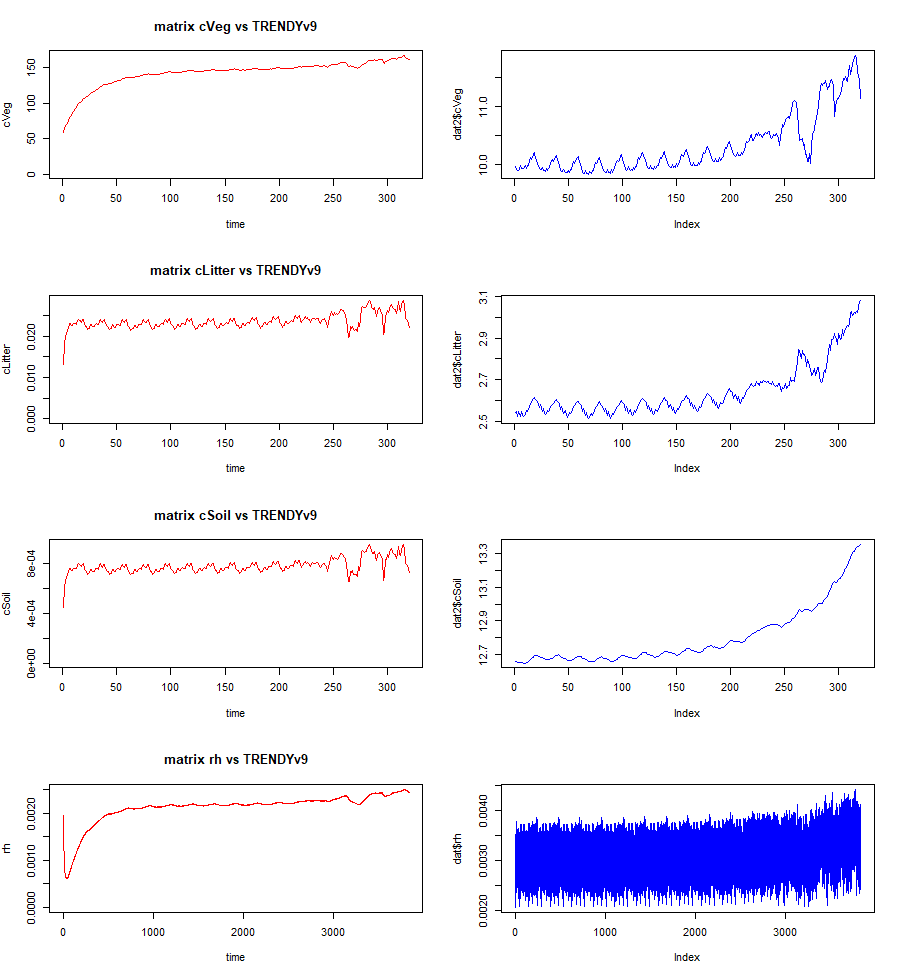 matrix cVeg vs TRENDYv9
cVeg
0 50 100 150
0 50 100 150 200 250 300
time
dat2$cVeg
10.0 11.0
0 50 100 150 200 250 300
Index
matrix cLitter vs TRENDYv9
cLitter
0.000 0.010 0.020
0 50 100 150 200 250 300
time
dat2$cLitter
2.5 2.7 2.9 3.1
0 50 100 150 200 250 300
Index
matrix cSoil vs TRENDYv9
cSoil
0e+00 4e-04 8e-04
0 50 100 150 200 250 300
time
dat2$cSoil
12.7 12.9 13.1 13.3
0 50 100 150 200 250 300
Index
matrix rh vs TRENDYv9
rh
0.0000 0.0010 0.0020
0 1000 2000 3000
time
dat$rh
0.0020 0.0030 0.0040
0 1000 2000 3000
Index